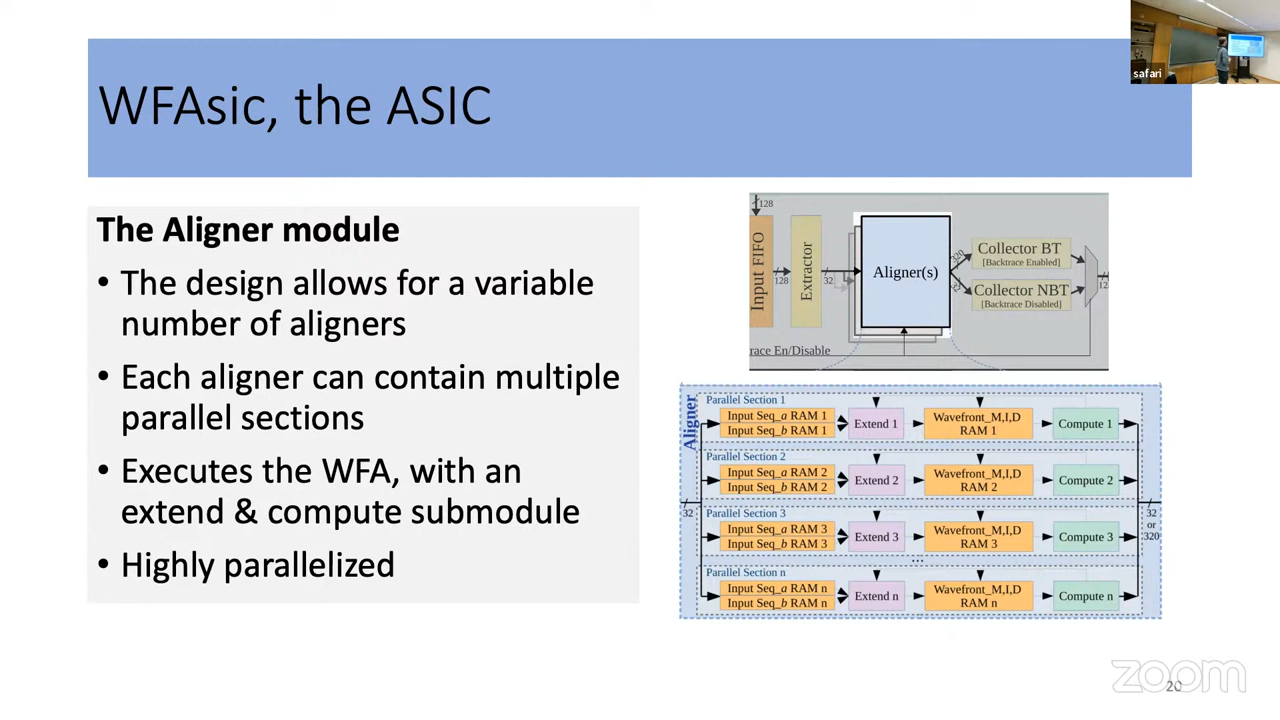 safari
WFAsic, the ASIC
The Aligner module
• The design allows for a variable
number of aligners
• Each aligner can contain multiple
parallel sections
• Executes the WFA, with an
extend & compute submodule
• Highly parallelized
128
Input FIFO
128
Extractor
32
Aligner(s)
320
Collector BT
[Backtrace Enabled]
Collector NBT
[Backtrace Disabled]
race En/Disable
Aligner
Parallel Section 1
Input Seq_a RAM 1
Input Seq_b RAM 1
Extend 1
Wavefront_M,I,D
RAM 1
Compute 1
Parallel Section 2
Input Seq_a RAM 2
Input Seq_b RAM 2
Extend 2
Wavefront_M,I,D
RAM 2
Compute 2
Parallel Section 3
Input Seq_a RAM 3
Input Seq_b RAM 3
Extend 3
Wavefront_M,I,D
RAM 3
Compute 3
...
Parallel Section n
Input Seq_a RAM n
Input Seq_b RAM n
Extend n
Wavefront_M,I,D
RAM n
Compute n
32
32
or
320
zoom
20